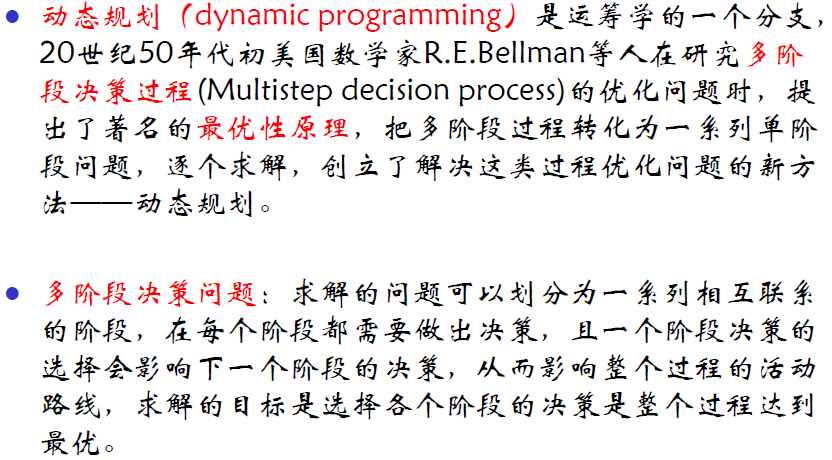 • 动态规划（dynamic programming）是运筹学的一个分支，
20世纪50年代初美国数学家R.E.Bellman等人在研究多阶
段决策过程(Multistep decision process)的优化问题时，提
出了著名的最优性原理，把多阶段过程转化为一系列单阶
段问题，逐个求解，创立了解决这类过程优化问题的新方
法——动态规划。
• 多阶段决策问题：求解的问题可以划分为一系列相互联系
的阶段，在每个阶段都需要做出决策，且一个阶段决策的
选择会影响下一个阶段的决策，从而影响整个过程的活动
路线，求解的目标是选择各个阶段的决策是整个过程达到
最优。